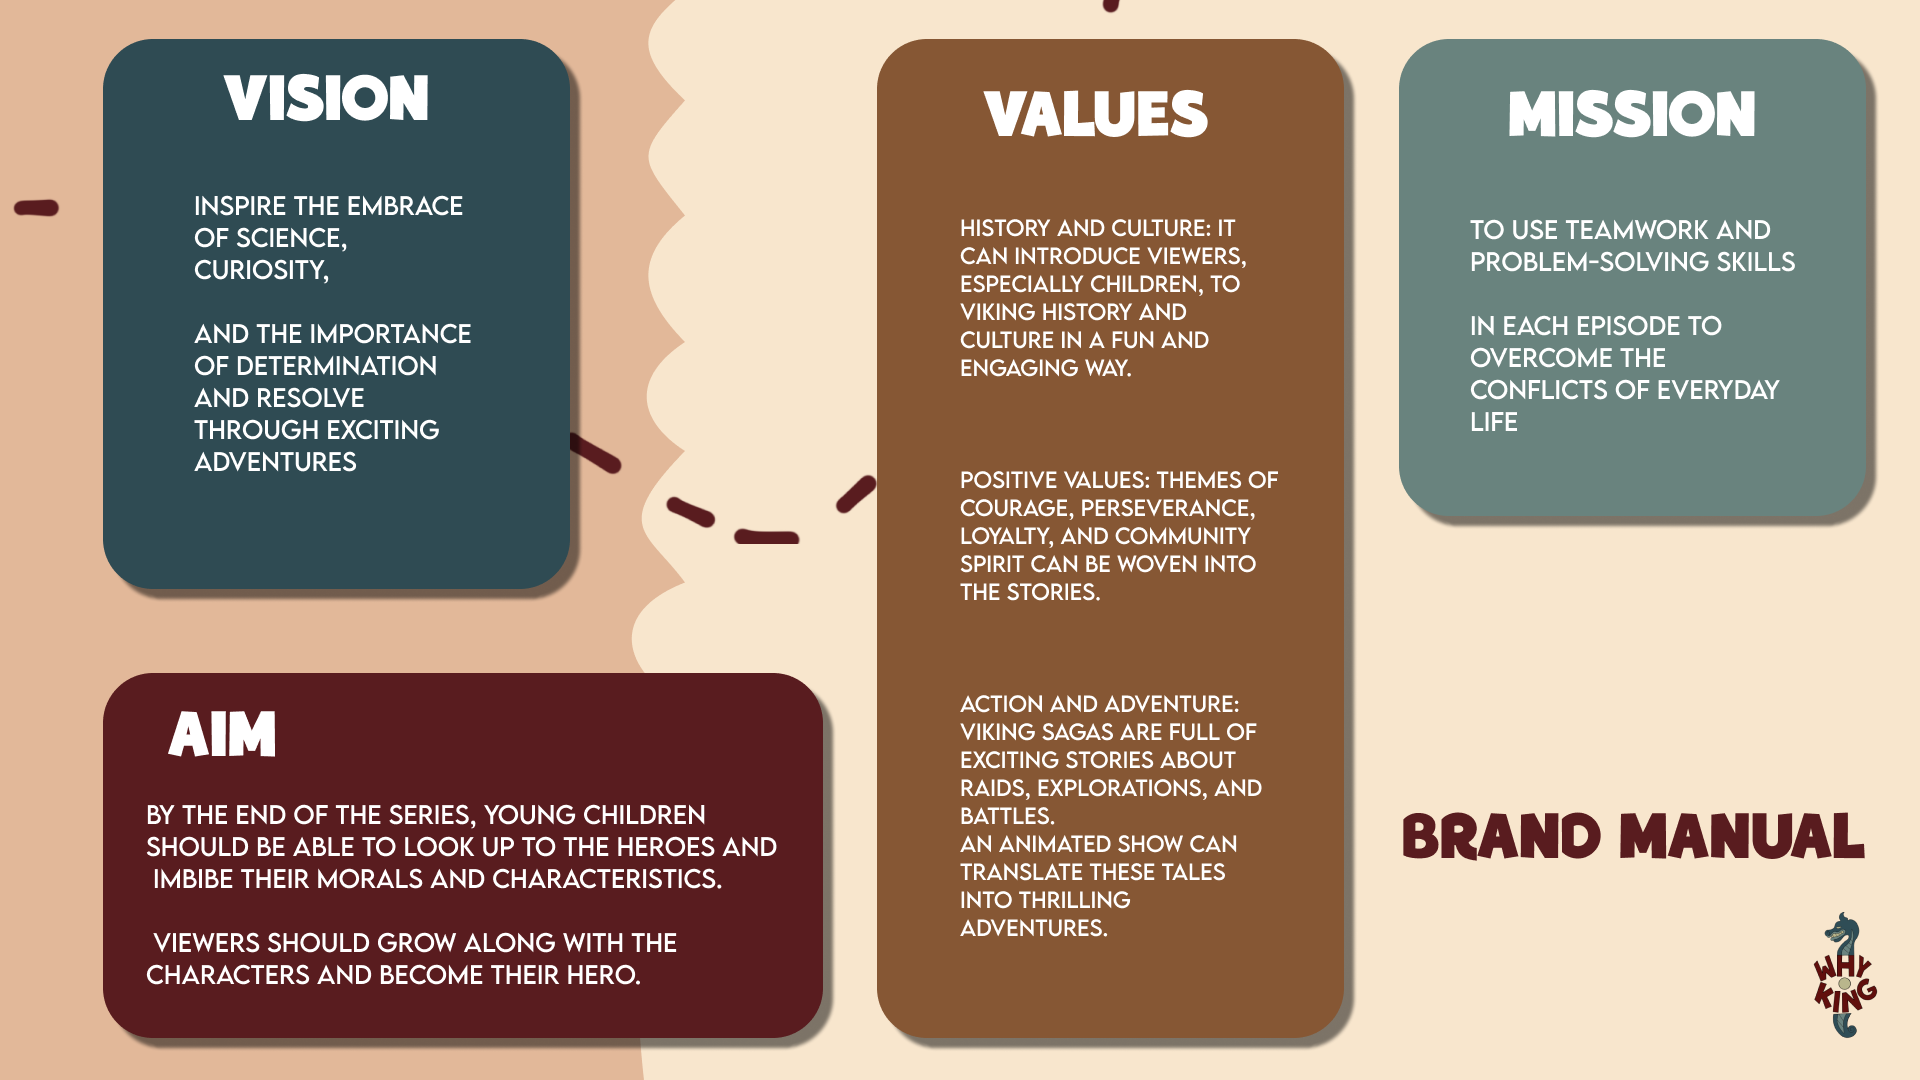 VISION
INSPIRE THE EMBRACE
OF SCIENCE,
CURIOSITY,
AND THE IMPORTANCE
OF DETERMINATION
AND RESOLVE
THROUGH EXCITING
ADVENTURES
AIM
BY THE END OF THE SERIES, YOUNG CHILDREN
SHOULD BE ABLE TO LOOK UP TO THE HEROES AND
IMBIBE THEIR MORALS AND CHARACTERISTICS.
VIEWERS SHOULD GROW ALONG WITH THE
CHARACTERS AND BECOME THEIR HERO.
VALUES
HISTORY AND CULTURE: IT
CAN INTRODUCE VIEWERS,
ESPECIALLY CHILDREN, TO
VIKING HISTORY AND
CULTURE IN A FUN AND
ENGAGING WAY.
POSITIVE VALUES: THEMES OF
COURAGE, PERSEVERANCE,
LOYALTY, AND COMMUNITY
SPIRIT CAN BE WOVEN INTO
THE STORIES.
ACTION AND ADVENTURE:
VIKING SAGAS ARE FULL OF
EXCITING STORIES ABOUT
RAIDS, EXPLORATIONS, AND
BATTLES.
AN ANIMATED SHOW CAN
TRANSLATE THESE TALES
INTO THRILLING
ADVENTURES.
MISSION
TO USE TEAMWORK AND
PROBLEM-SOLVING SKILLS
IN EACH EPISODE TO
OVERCOME THE
CONFLICTS OF EVERYDAY
LIFE
BRAND MANUAL
WHY
KING